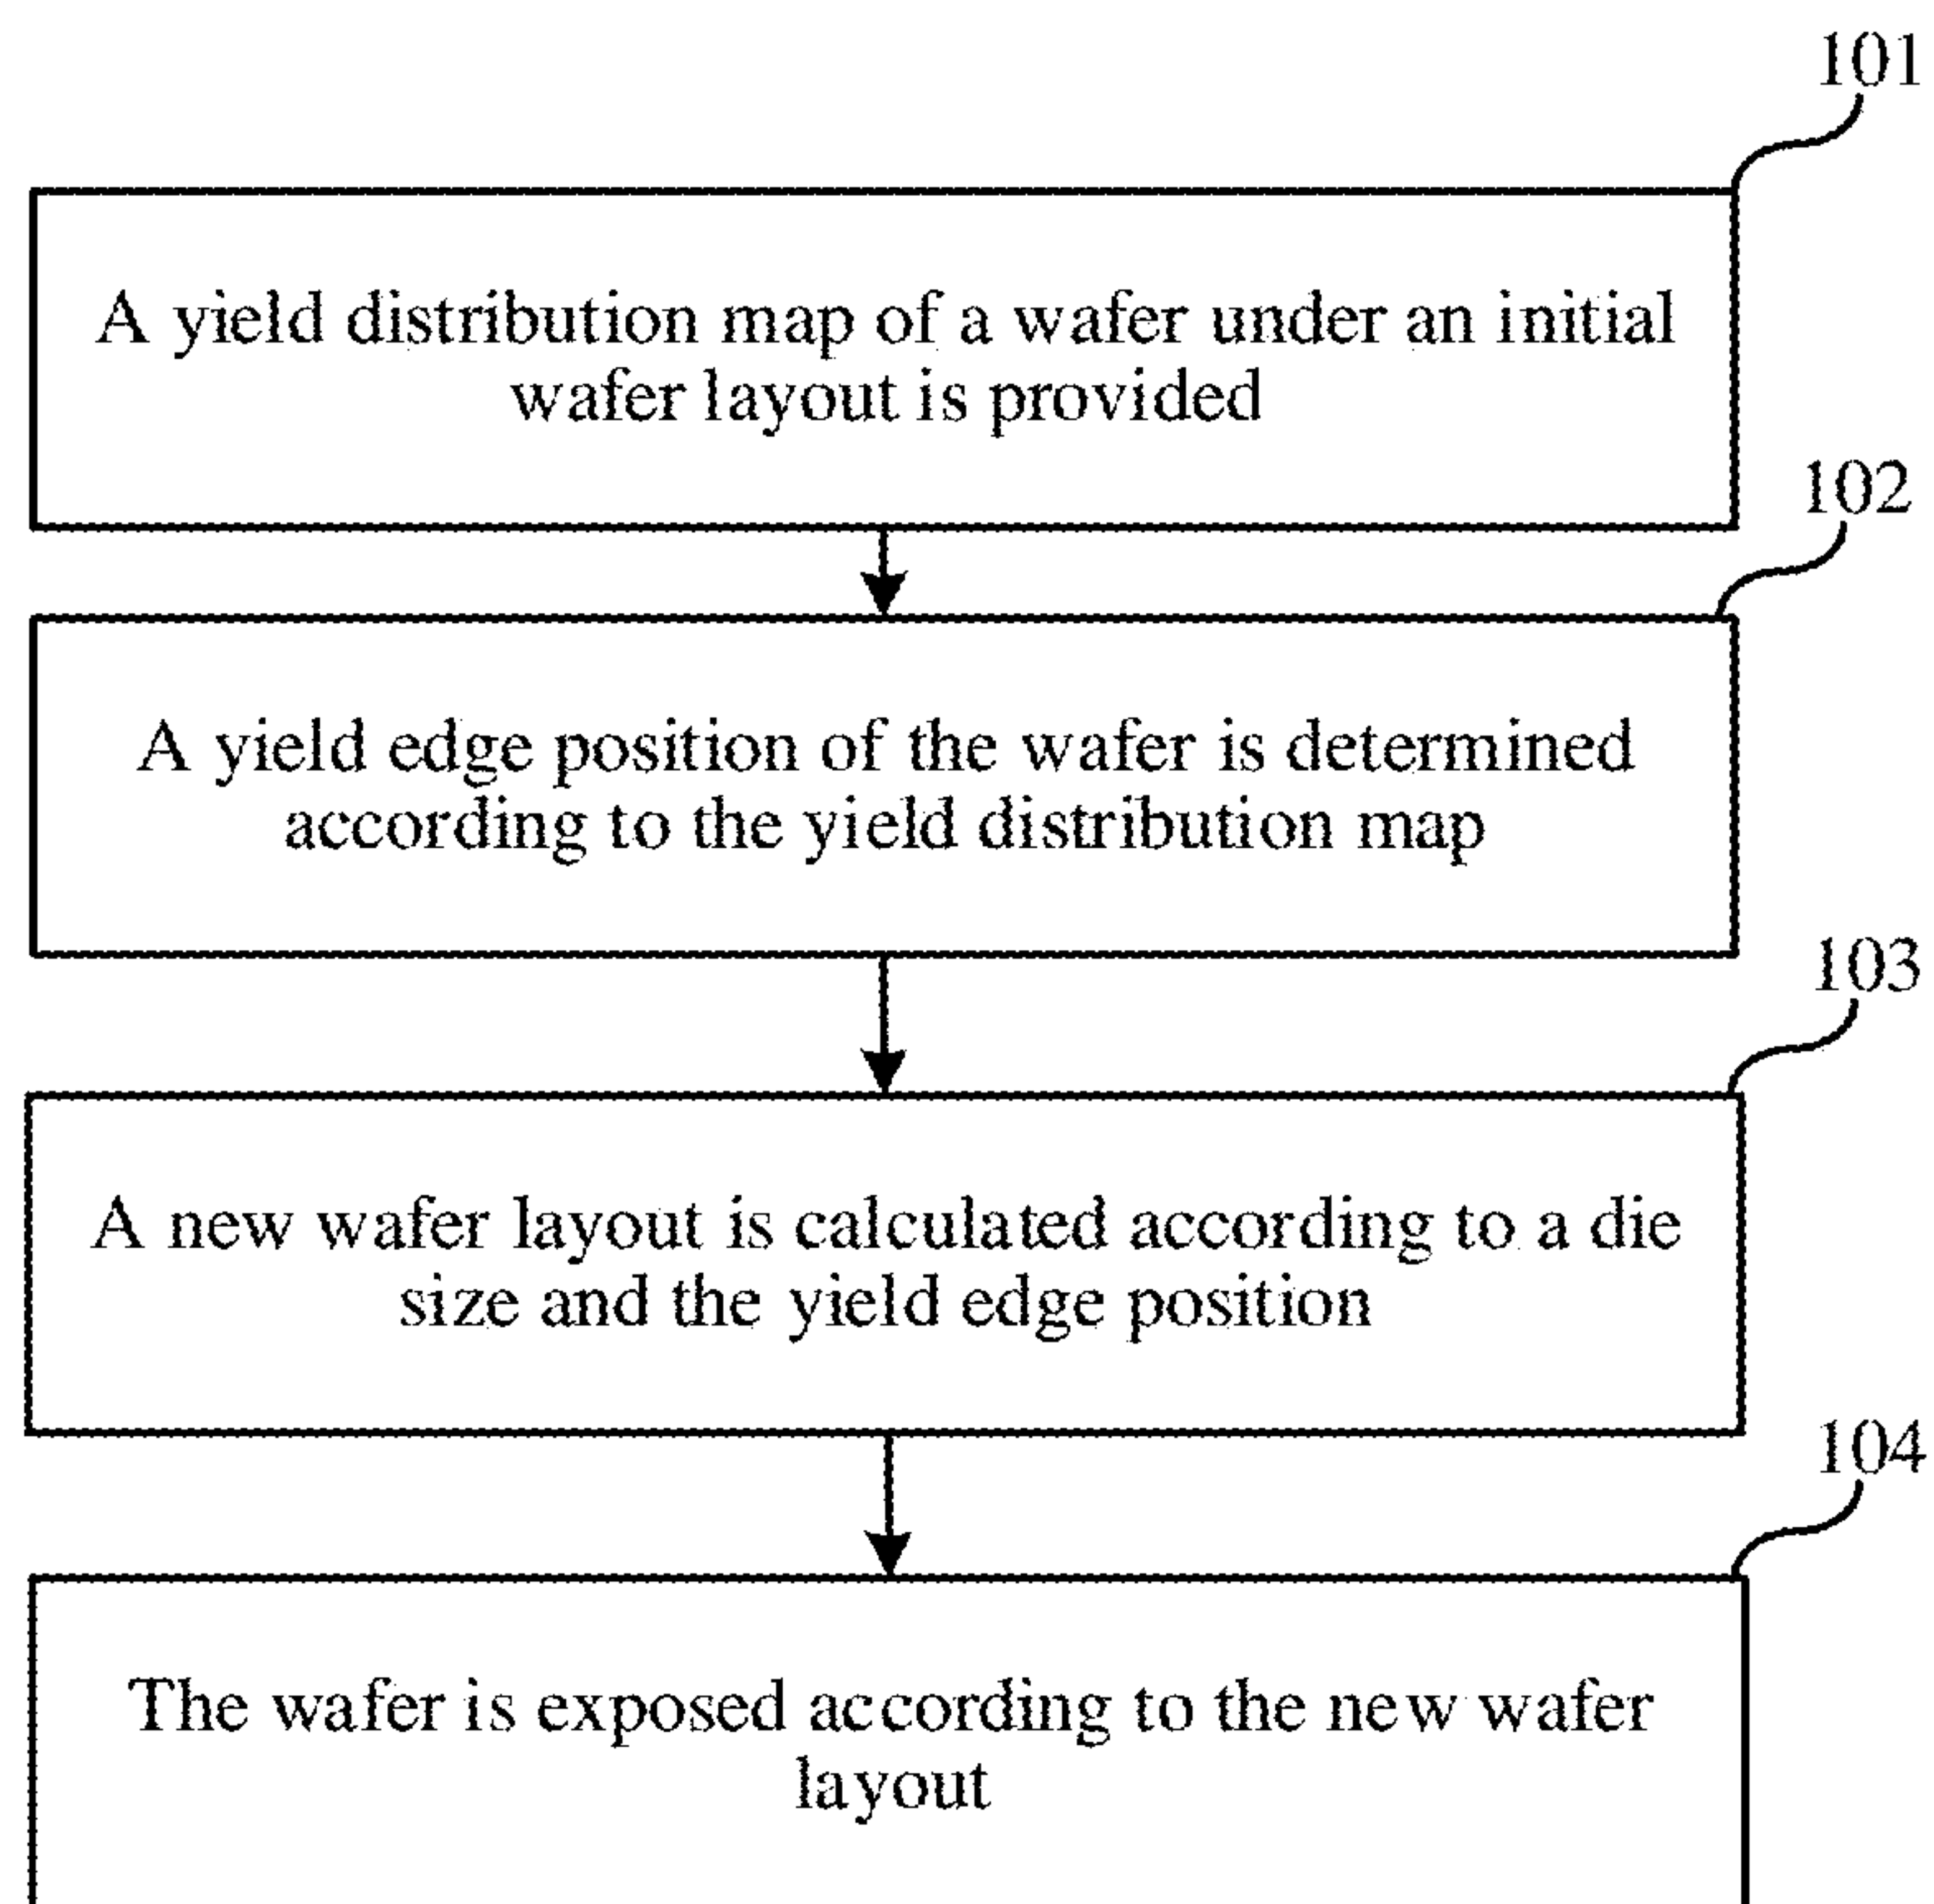 101
A yield distribution map of a wafer under an initial
wafer layout is provided
102
A yield edge position of the wafer is determined
according to the yield distribution map
103
A new wafer layout is calculated according to a die
size and the yield edge position
104
The wafer is exposed according to the new wafer
layout